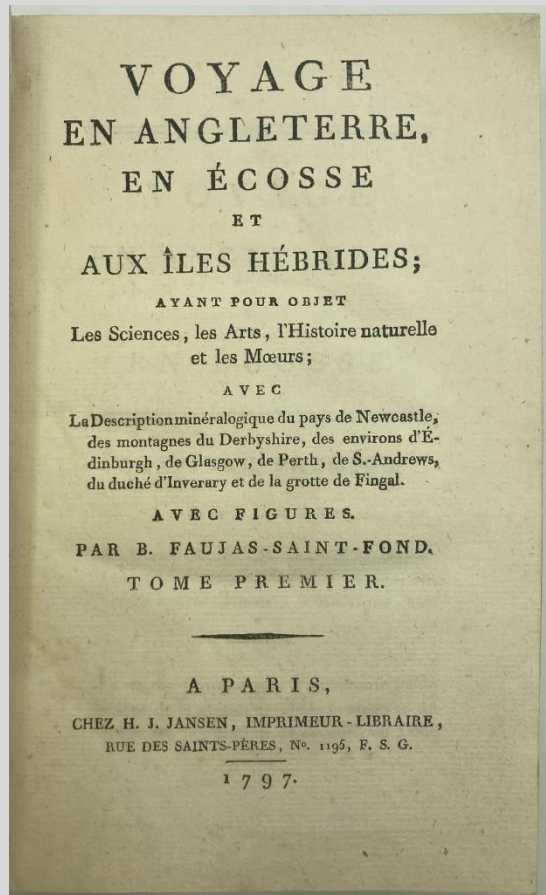 VOYAGE
EN ANGLETERRE,
EN ÉCOSSE
ET
AUX ÎLES HÉBRIDES;
AYANT POUR OBJET
Les Sciences, les Arts, l'Histoire naturelle
et les Mœurs;
AVEC
La Description minéralogique du pays de Newcastle,
des montagnes du Derbyshire, des environs d'É-
dinburgh, de Glasgow, de Perth, de S.-Andrews,
du duché d'Inverary et de la grotte de Fingal.
AVEC FIGURES.
PAR B. FAUJAS-SAINT-FOND.
TOME PREMIER.
A PARIS,
CHEZ H. J. JANSEN, IMPRIMEUR-LIBRAIRE,
RUE DES SAINTS-PÈRES, No. 1195, F. S. G.
1797.